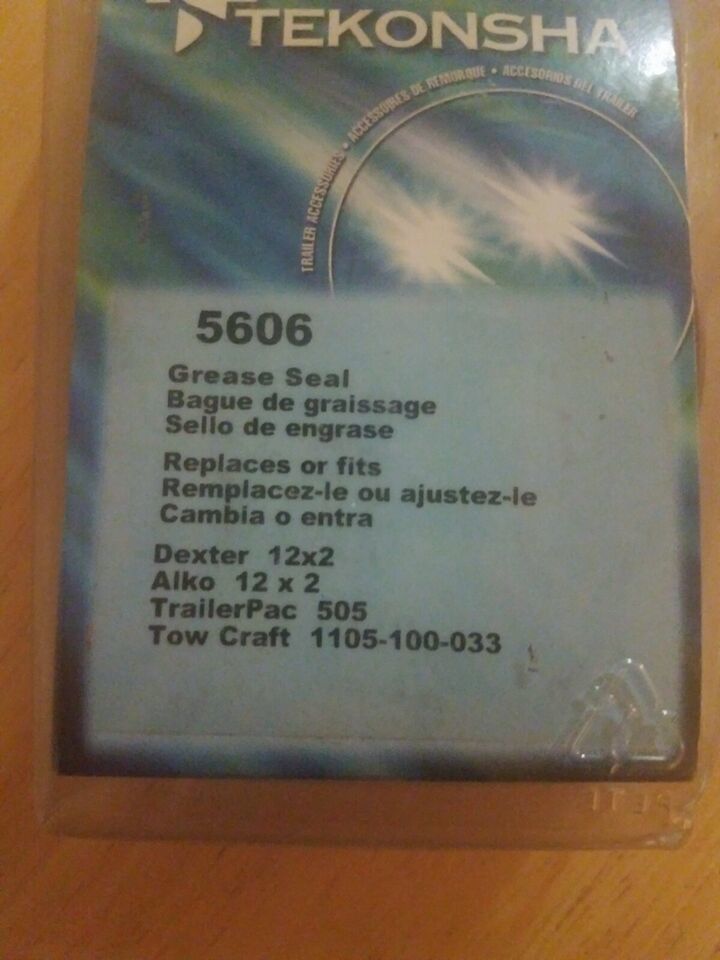 TEKONSHA
TRAILER ACCESSORIES • ACCESSOIRES DE REMORQUE • ACCESORIOS DEL TRAILER
5606
Grease Seal
Bague de graissage
Sello de engrase
Replaces or fits
Remplacez-le ou ajustez-le
Cambia o entra
Dexter 12x2
Alko 12 x 2
TrailerPac 505
Tow Craft 1105-100-033
PETE